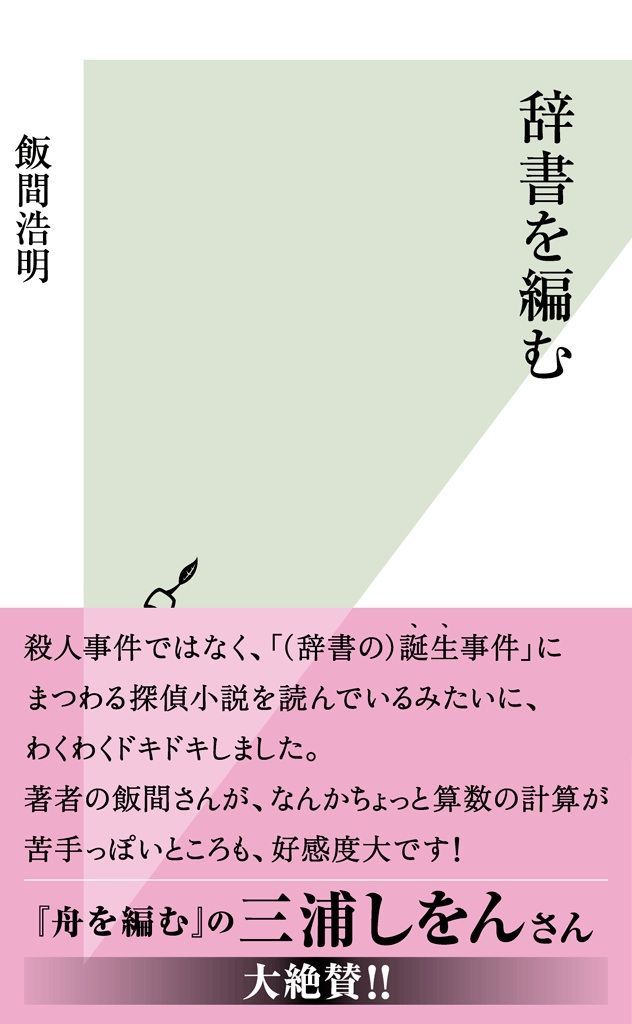 辞書を編む
飯間浩明
殺人事件ではなく、「（辞書の）誕生事件」に
まつわる探偵小説を読んでいるみたいに、
わくわくドキドキしました。
著者の飯間さんが、なんかちょっと算数の計算が
苦手っぽいところも、好感度大です！
『舟を編む』の三浦しをんさん
大絶賛!!